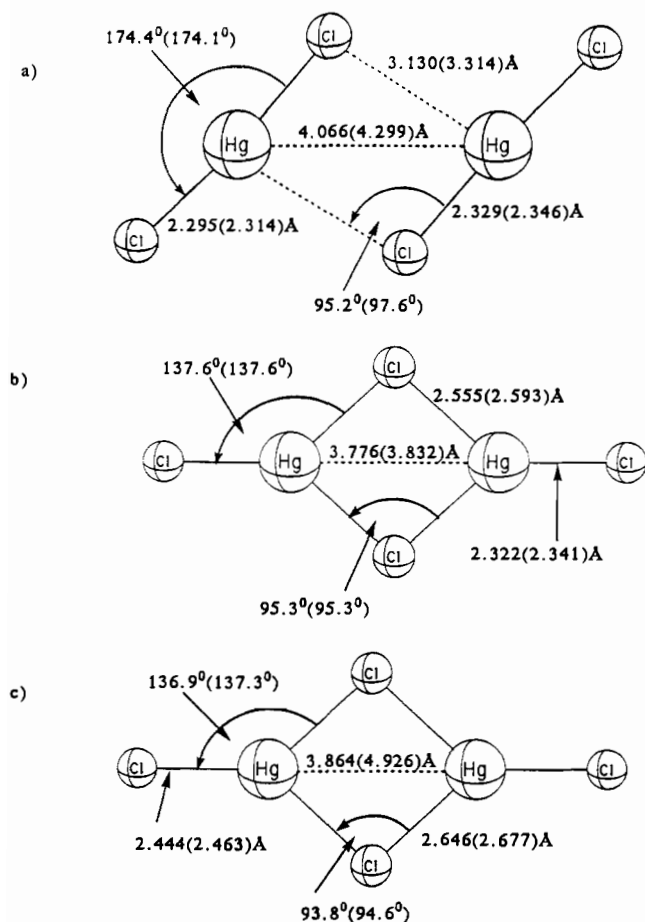 a)
174.4⁰(174.1⁰)
Cl
3.130(3.314)Å
Cl
Hg
4.066(4.299)Å
Hg
Cl
2.295(2.314)Å
Cl
2.329(2.346)Å
95.2⁰(97.6⁰)
b)
137.6⁰(137.6⁰)
Cl
2.555(2.593)Å
Cl
Hg
3.776(3.832)Å
Hg
Cl
Cl
2.322(2.341)Å
95.3⁰(95.3⁰)
c)
136.9⁰(137.3⁰)
Cl
Cl
Hg
3.864(4.926)Å
Hg
Cl
2.444(2.463)Å
Cl
2.646(2.677)Å
93.8⁰(94.6⁰)